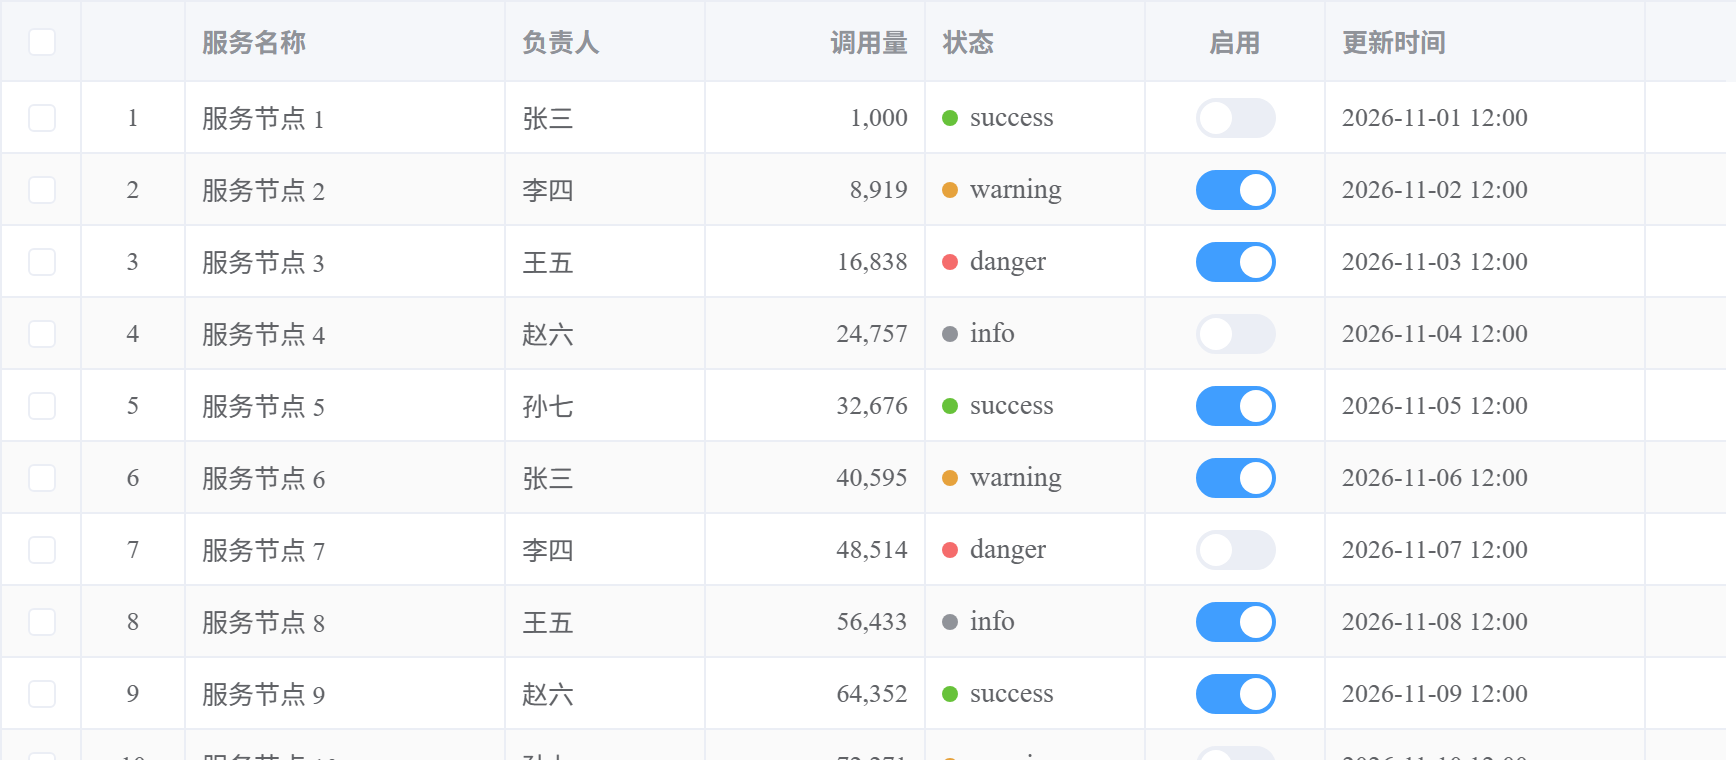 服务名称 负责人 调用量 状态 启用 更新时间
1 服务节点 1 张三 1,000 success 2026-11-01 12:00
2 服务节点 2 李四 8,919 warning 2026-11-02 12:00
3 服务节点 3 王五 16,838 danger 2026-11-03 12:00
4 服务节点 4 赵六 24,757 info 2026-11-04 12:00
5 服务节点 5 孙七 32,676 success 2026-11-05 12:00
6 服务节点 6 张三 40,595 warning 2026-11-06 12:00
7 服务节点 7 李四 48,514 danger 2026-11-07 12:00
8 服务节点 8 王五 56,433 info 2026-11-08 12:00
9 服务节点 9 赵六 64,352 success 2026-11-09 12:00